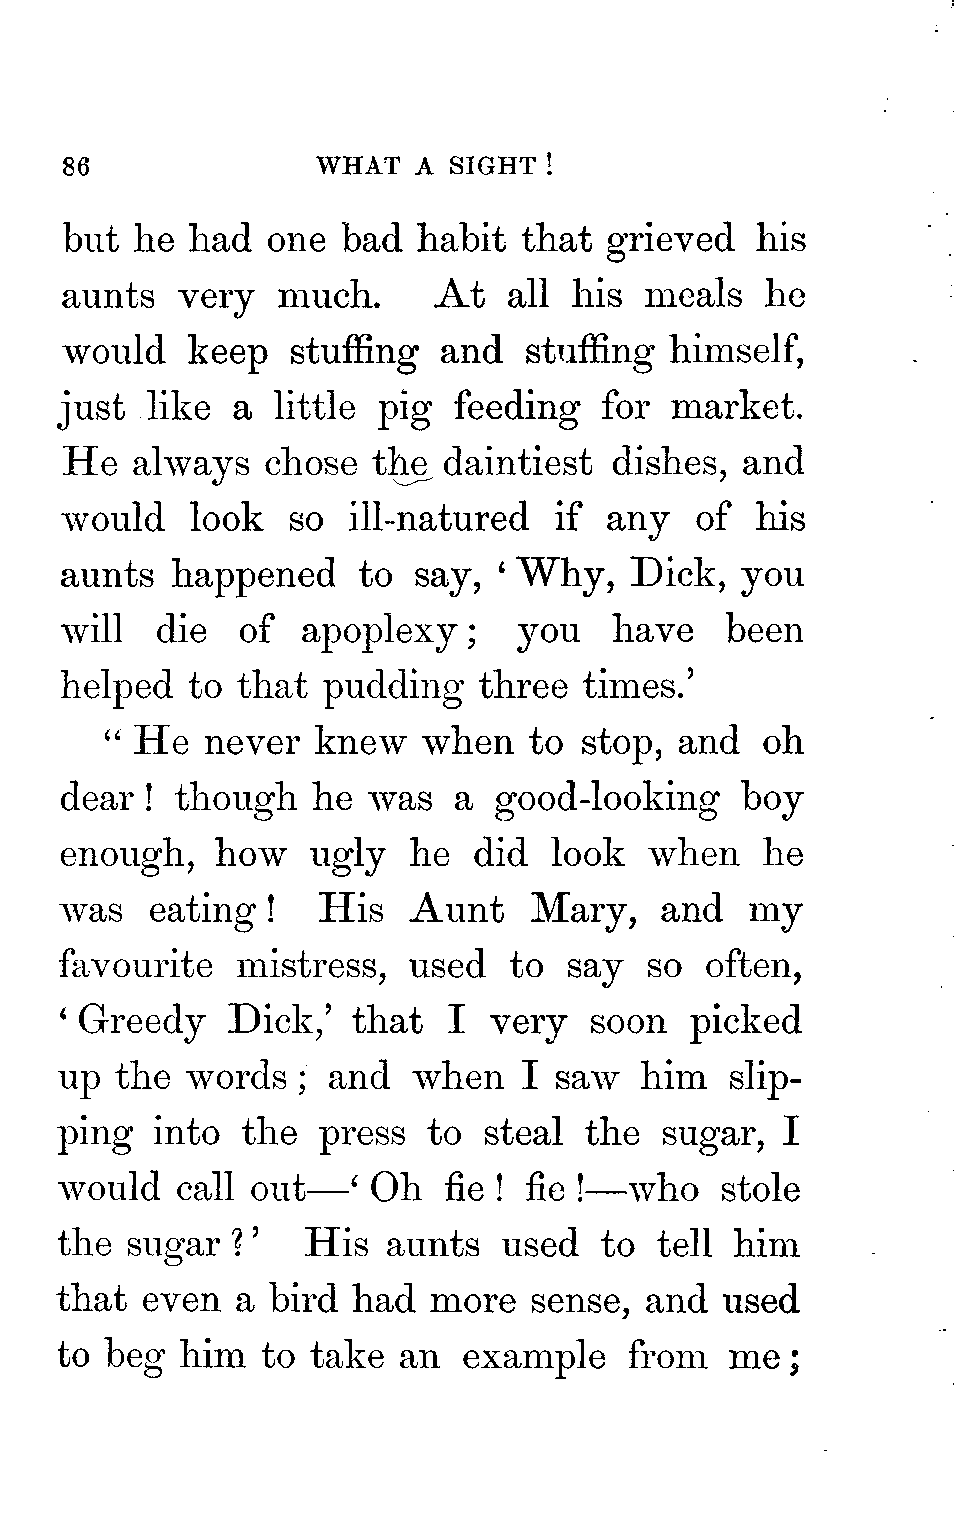 86 WHAT A SIGHT !
but he had one bad habit that grieved his
aunts very much. At all his meals he
would keep stuffing and stuffing himself,
just like a little pig feeding for market.
He always chose the daintiest dishes, and
would look so ill-natured if any of his
aunts happened to say, ‘ Why, Dick, you
will die of apoplexy ; you have been
helped to that pudding three times.’
“ He never knew when to stop, and oh
dear ! though he was a good-looking boy
enough, how ugly he did look when he
was eating ! His Aunt Mary, and my
favourite mistress, used to say so often,
‘ Greedy Dick,’ that I very soon picked
up the words ; and when I saw him slip-
ping into the press to steal the sugar, I
would call out—‘ Oh fie ! fie !—who stole
the sugar ?’ His aunts used to tell him
that even a bird had more sense, and used
to beg him to take an example from me ;